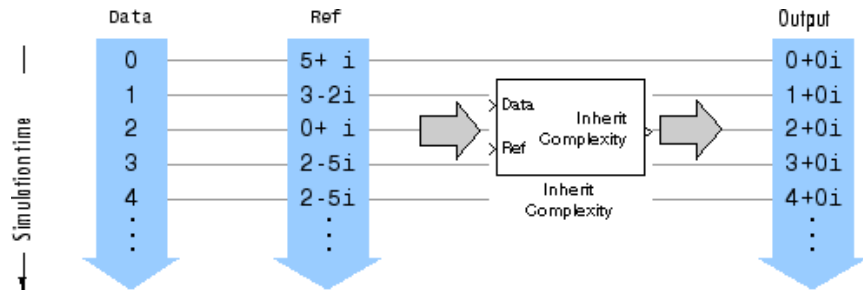 Data Ref Output
0 5+ i 0+0i
1 3-2i 1+0i
2 0+ i 2+0i
3 2-5i 3+0i
4 2-5i 4+0i
Data
Ref
Inherit
Complexity
Inherit
Complexity
Simulation time